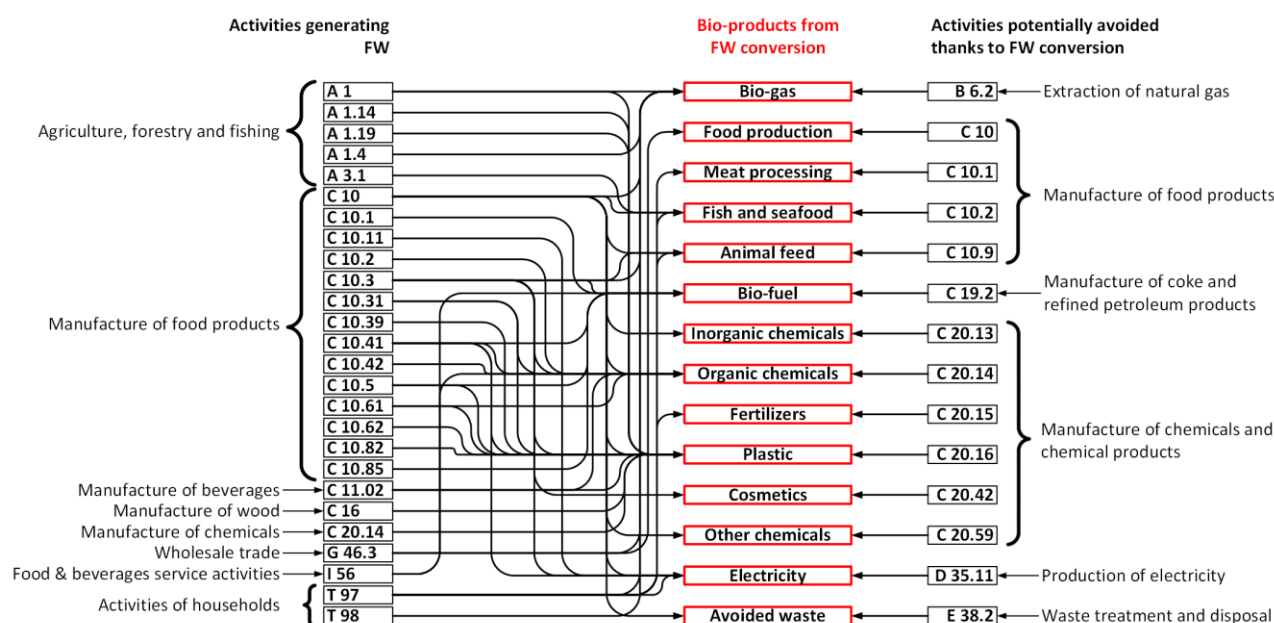 Activities generating
FW
Bio-products from
FW conversion
Activities potentially avoided
thanks to FW conversion
Agriculture, forestry and fishing
Manufacture of food products
Manufacture of beverages
Manufacture of wood
Manufacture of chemicals
Wholesale trade
Food & beverages service activities
Activities of households
A 1
A 1.14
A 1.19
A 1.4
A 3.1
C 10
C 10.1
C 10.11
C 10.2
C 10.3
C 10.31
C 10.39
C 10.41
C 10.42
C 10.5
C 10.61
C 10.62
C 10.82
C 10.85
C 11.02
C 16
C 20.14
G 46.3
I 56
T 97
T 98
Bio-gas
Food production
Meat processing
Fish and seafood
Animal feed
Bio-fuel
Inorganic chemicals
Organic chemicals
Fertilizers
Plastic
Cosmetics
Other chemicals
Electricity
Avoided waste
B 6.2
C 10
C 10.1
C 10.2
C 10.9
C 19.2
C 20.13
C 20.14
C 20.15
C 20.16
C 20.42
C 20.59
D 35.11
E 38.2
Extraction of natural gas
Manufacture of food products
Manufacture of coke and
refined petroleum products
Manufacture of chemicals and
chemical products
Production of electricity
Waste treatment and disposal